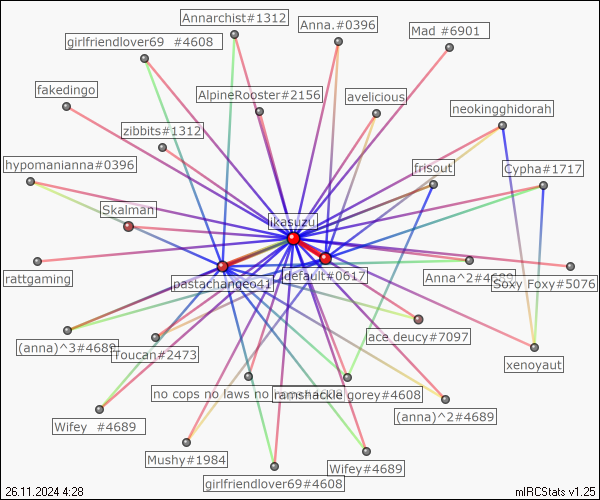 Annarchist#1312
Anna.#0396
Mad #6901
girlfriendlover69 #4608
fakedingo
AlpineRooster#2156
avelicious
neokingghidorah
zibbits#1312
hypomanianna#0396
frisout
Cypha#1717
Skalman
ikasuzu
rattgaming
pastachangeo41
default#0617
Anna^2#4689
Soxy Foxy#5076
(anna)^3#4689
Toucan#2473
ace deucy#7097
xenoyaut
no cops no laws no
ramshackle gorey#4608
(anna)^2#4689
Wifey #4689
Mushy#1984
Wifey#4689
girlfriendlover69#4608
26.11.2024 4:28
mIRCStats v1.25